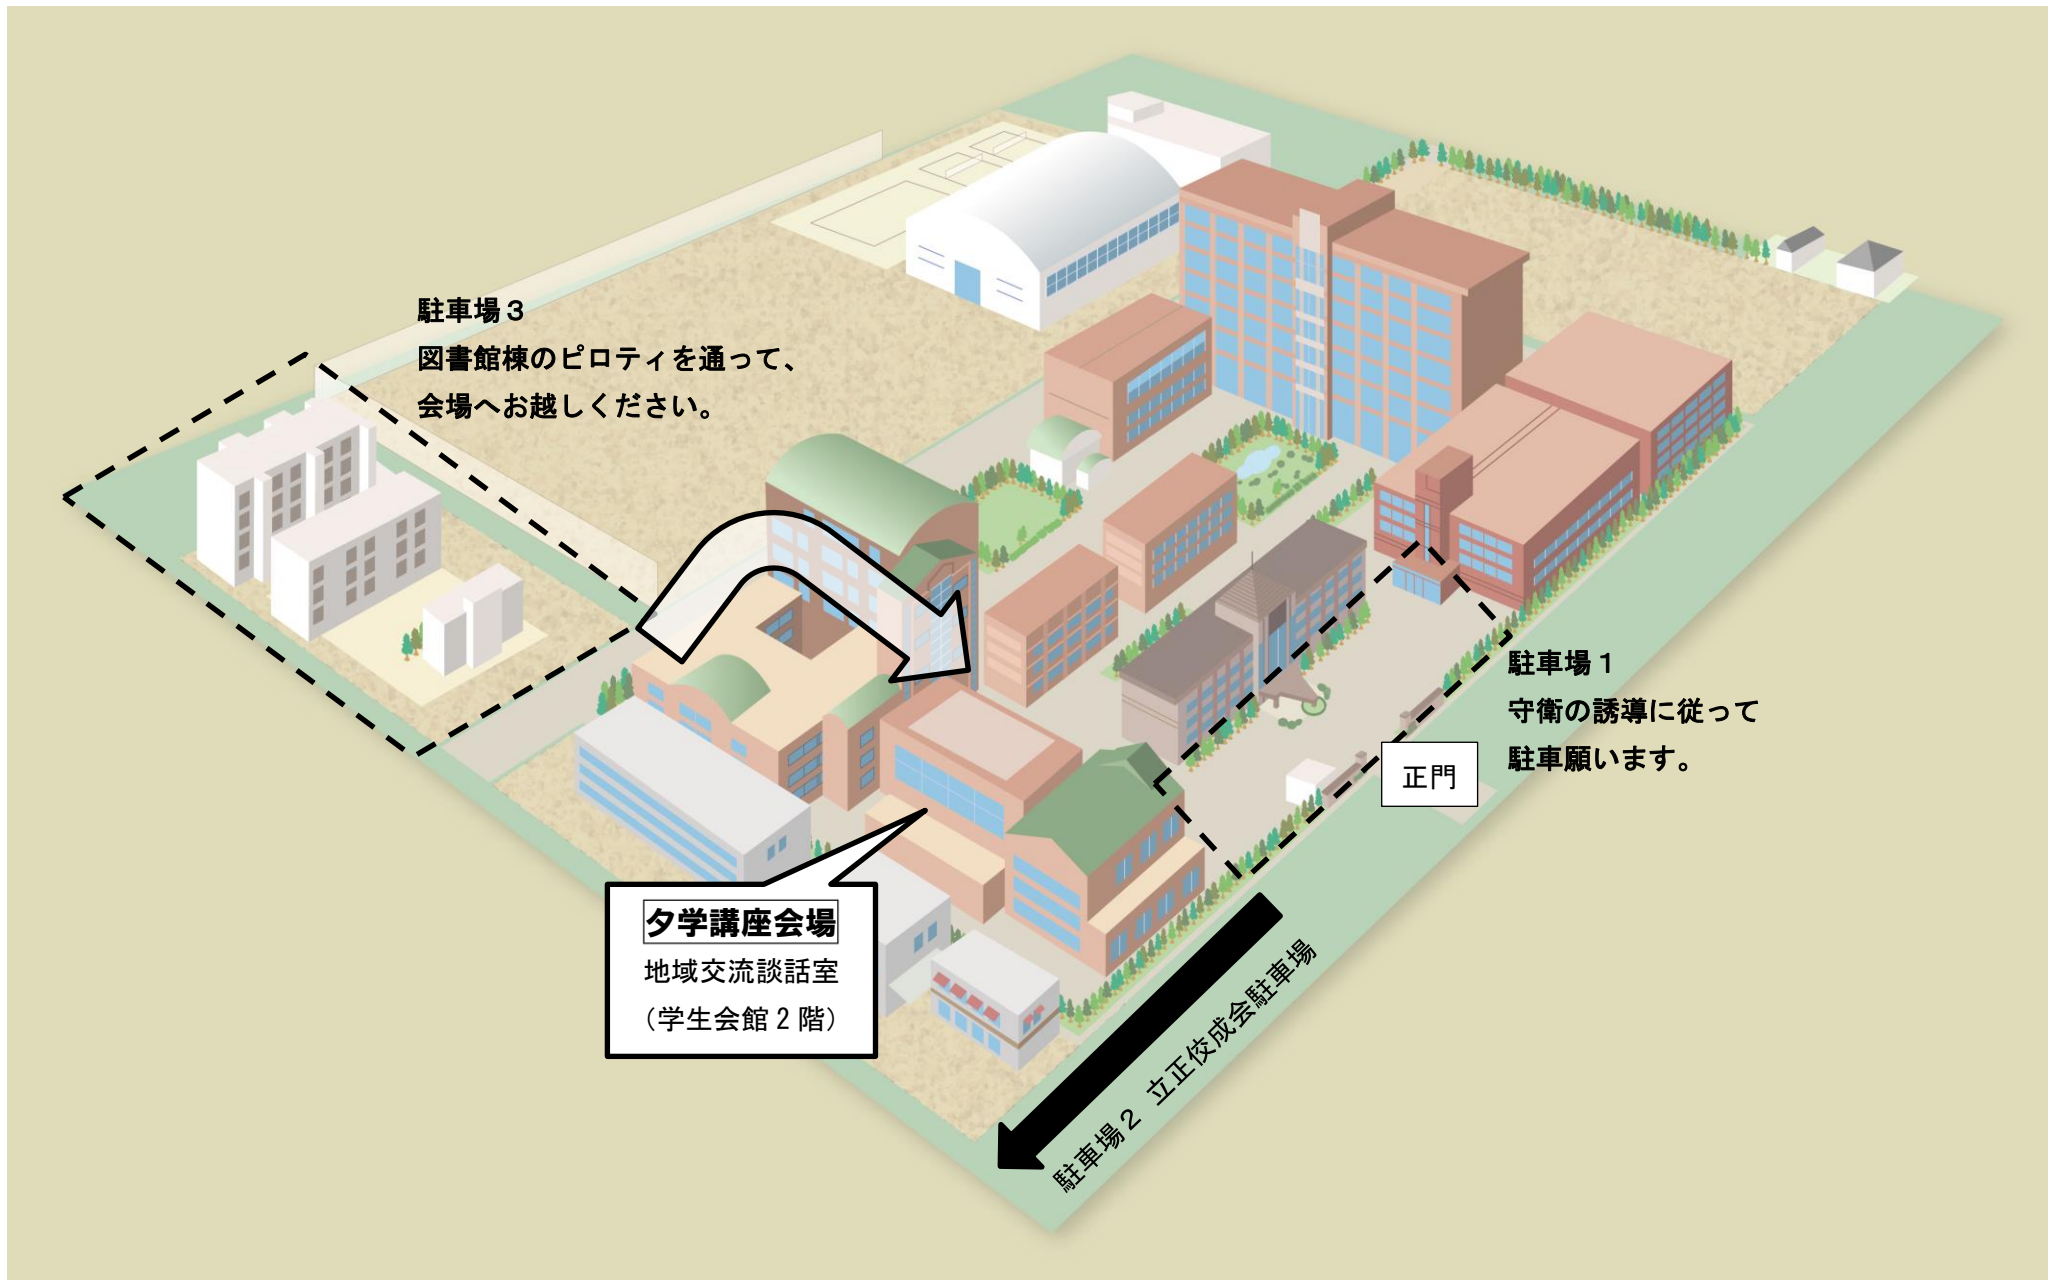 駐車場3
図書館棟のピロティを通って、
会場へお越しください。
駐車場1
守衛の誘導に従って
駐車願います。
正門
夕学講座会場
地域交流談話室
（学生会館2階）
駐車場2 立正佼成会駐車場